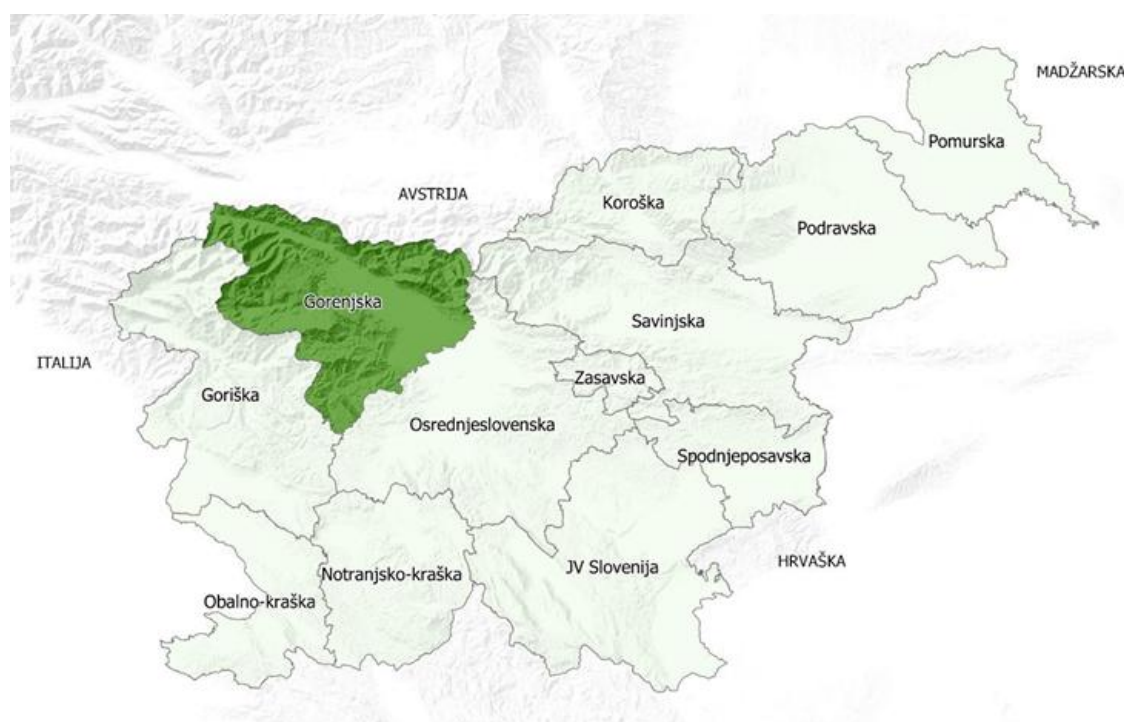 MADŽARSKA
Pomurska
AVSTRIJA
Koroška
Podravska
Gorenjska
Savinjska
ITALIJA
Zasavska
Goriška
Osrednjeslovenska
Spodnjeposavska
HRVAŠKA
JV Slovenija
Notranjsko-kraška
Obalno-kraška